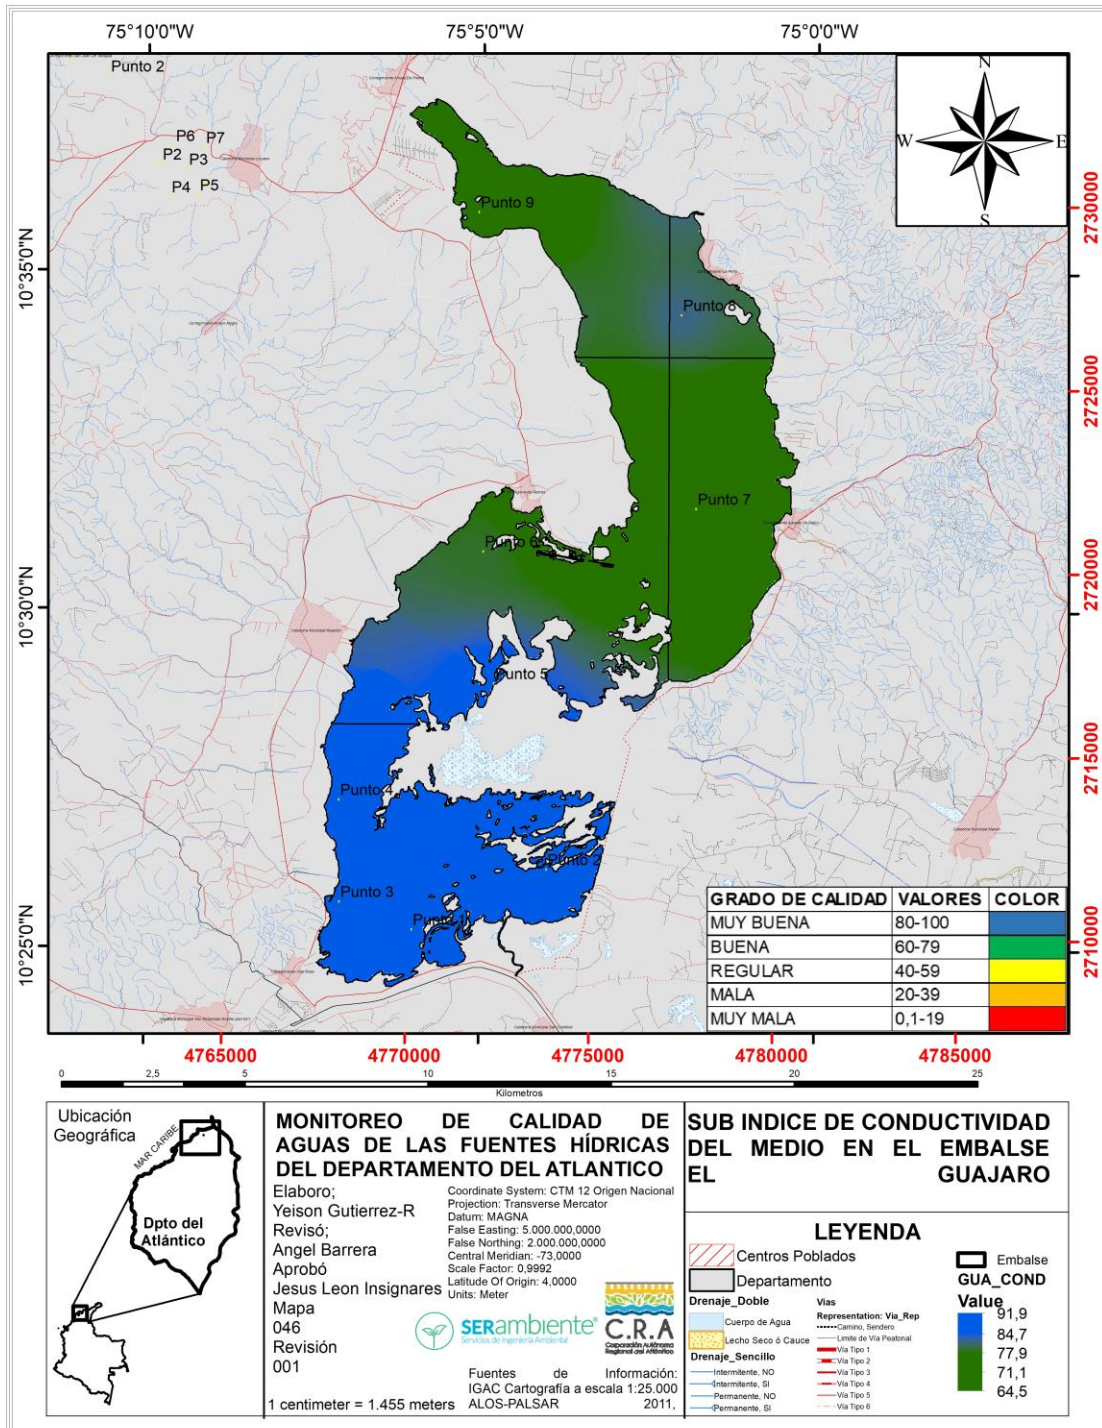 75°10'0"W
75°5'0"W
75°0'0"W
Punto 2
P6
P7
P2
P3
P4
P5
N
W
E
S
Punto 9
Punto 8
Punto 7
Punto 6
Punto 5
Punto 4
Punto 2
Punto 3
Punto 1
10°35'0"N
10°30'0"N
10°25'0"N
2730000
2725000
2720000
2715000
2710000
GRADO DE CALIDAD VALORES COLOR
MUY BUENA 80-100
BUENA 60-79
REGULAR 40-59
MALA 20-39
MUY MALA 0,1-19
4765000
4770000
4775000
4780000
4785000
0 2,5 5 10 15 20 25
Kilometros
Ubicación
Geográfica
MAR CARIBE
Dpto del
Atlántico
MONITOREO DE CALIDAD DE
AGUAS DE LAS FUENTES HÍDRICAS
DEL DEPARTAMENTO DEL ATLANTICO
Elaboro;
Yeison Gutierrez-R
Revisó;
Angel Barrera
Aprobó
Jesus Leon Insignares
Mapa
046
Revisión
001
1 centimeter = 1.455 meters
Coordinate System: CTM 12 Origen Nacional
Projection: Transverse Mercator
Datum: MAGNA
False Easting: 5.000.000,0000
False Northing: 2.000.000,0000
Central Meridian: -73,0000
Scale Factor: 0,9992
Latitude Of Origin: 4,0000
Units: Meter
SERambiente
Servicios de Ingeniería Ambiental
C.R.A
Corporación Autónoma
Regional del Atlántico
Fuentes de Información:
IGAC Cartografía a escala 1:25.000
ALOS-PALSAR 2011,
SUB INDICE DE CONDUCTIVIDAD
DEL MEDIO EN EL EMBALSE
EL GUAJARO
LEYENDA
Centros Poblados
Departamento
Drenaje_Doble
Cuerpo de Agua
Lecho Seco ó Cauce
Drenaje_Sencillo
Intermitente, NO
Intermitente, SI
Permanente, NO
Permanente, SI
Vias
Representation: Via_Rep
Camino, Sendero
Limite de Vía Peatonal
Vía Tipo 1
Vía Tipo 2
Vía Tipo 3
Vía Tipo 4
Vía Tipo 5
Vía Tipo 6
Embalse
GUA_COND
Value
91,9
84,7
77,9
71,1
64,5